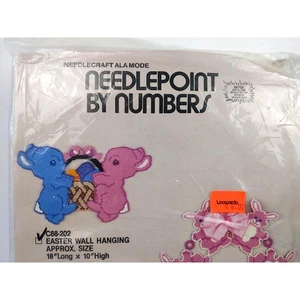 NEEDLECRAFT ALA MODE
NEEDLEPOINT
BY NUMBERS
C88-202
EASTER WALL HANGING
APPROX. SIZE
18" Long × 10" High